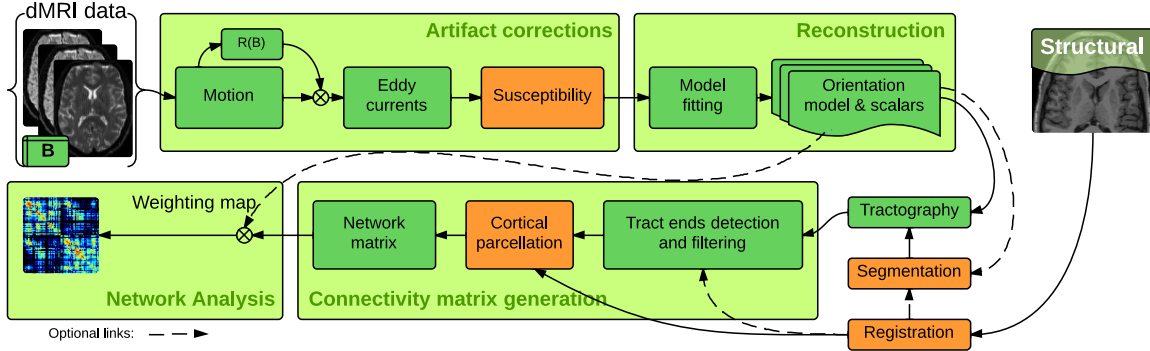 dMRI data
B
Artifact corrections
R(B)
Motion
Eddy
currents
Susceptibility
Reconstruction
Model
fitting
Orientation
model & scalars
Structural
Weighting map
Network Analysis
Network
matrix
Cortical
parcellation
Tract ends detection
and filtering
Connectivity matrix generation
Tractography
Segmentation
Registration
Optional links: